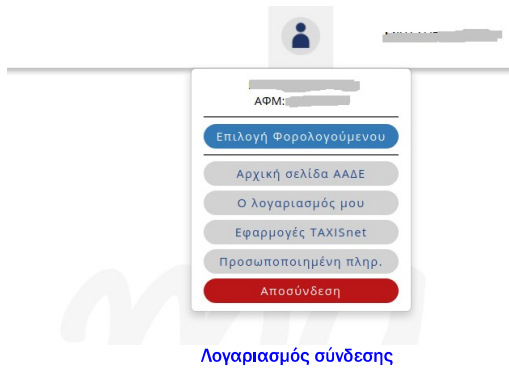 ΑΦΜ:
Επιλογή Φορολογούμενου
Αρχική σελίδα ΑΑΔΕ
Ο λογαριασμός μου
Εφαρμογές TAXISnet
Προσωποποιημένη πληρ.
Αποσύνδεση
Λογαριασμός σύνδεσης